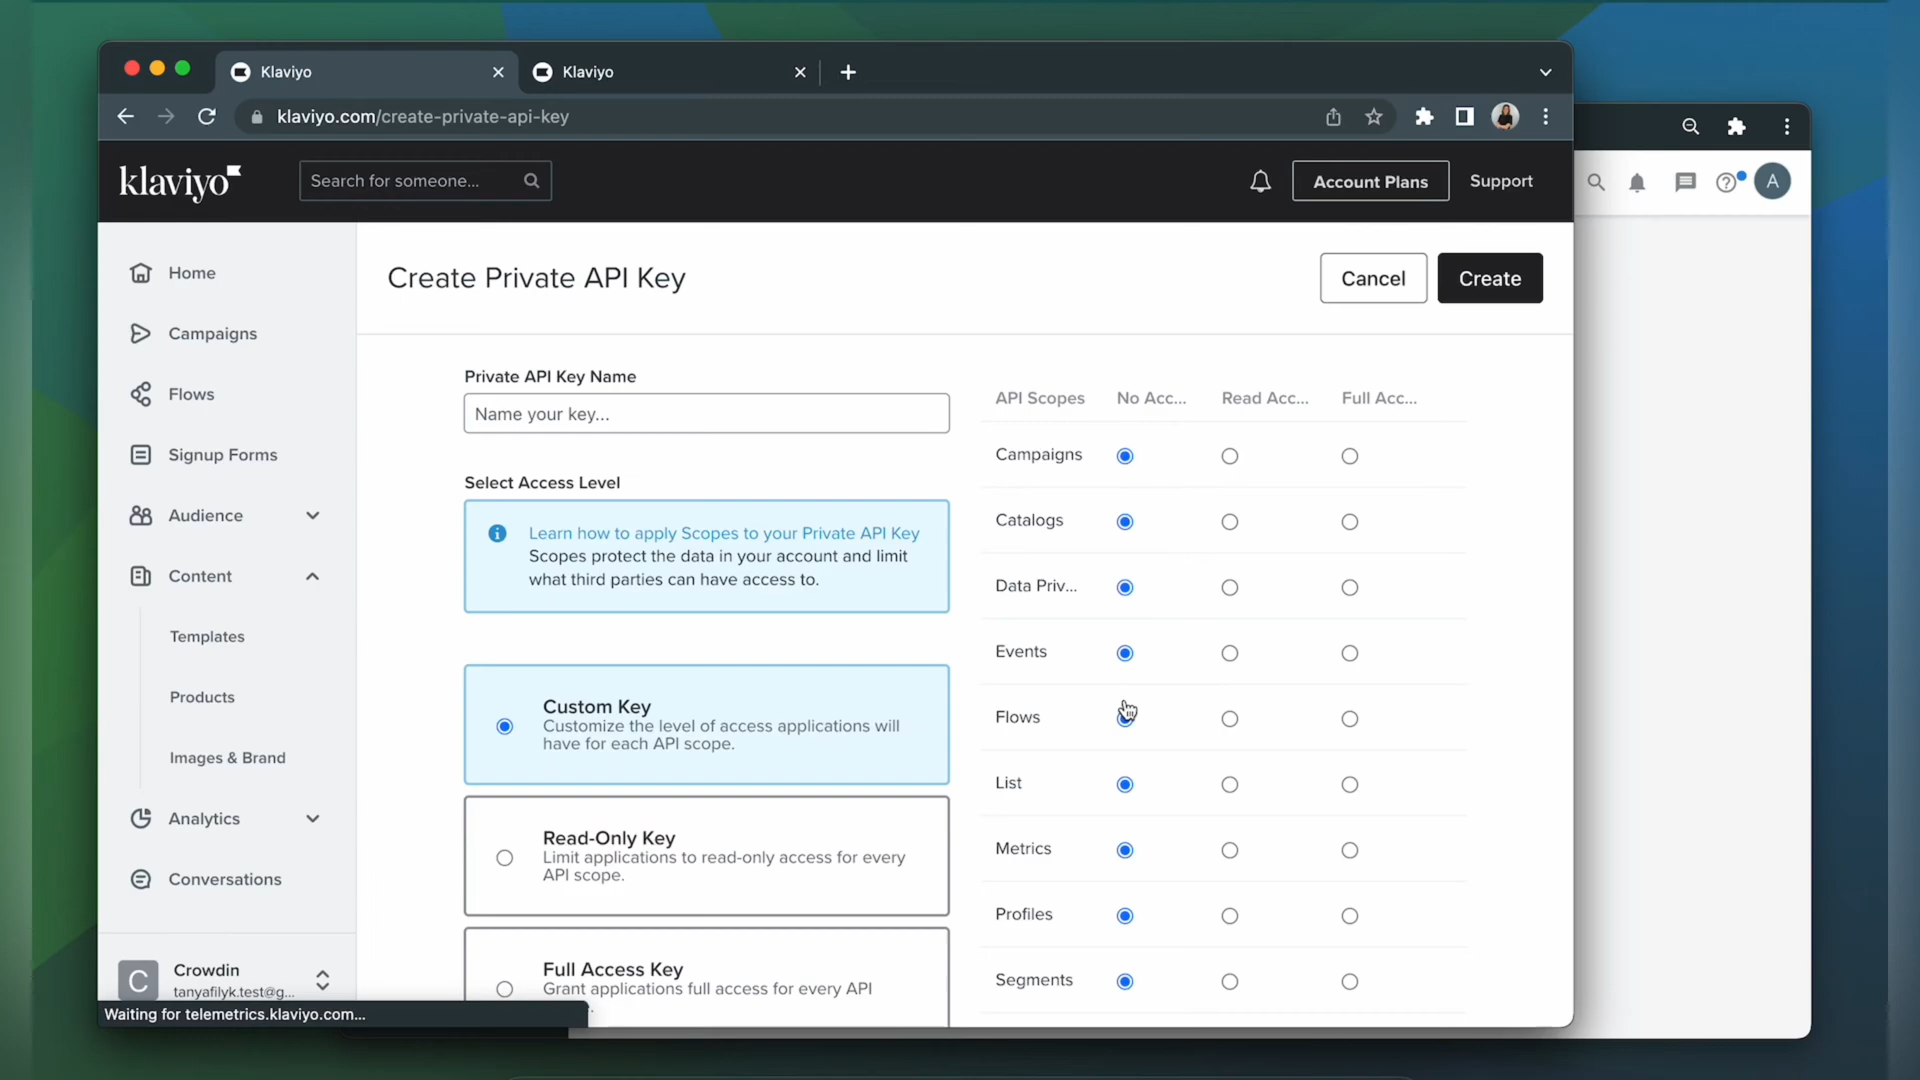 Klaviyo
Klaviyo
klaviyo.com/create-private-api-key
klaviyo
Search for someone...
Account Plans
Support
A
Home
Campaigns
Flows
Signup Forms
Audience
Content
Templates
Products
Images & Brand
Analytics
Conversations
C
Crowdin
tanyafilyk.test@g...
Waiting for telemetrics.klaviyo.com...
Create Private API Key
Cancel
Create
Private API Key Name
Name your key...
Select Access Level
Learn how to apply Scopes to your Private API Key
Scopes protect the data in your account and limit
what third parties can have access to.
Custom Key
Customize the level of access applications will
have for each API scope.
Read-Only Key
Limit applications to read-only access for every
API scope.
Full Access Key
Grant applications full access for every API
API Scopes No Acc... Read Acc... Full Acc...
Campaigns
Catalogs
Data Priv...
Events
Flows
List
Metrics
Profiles
Segments